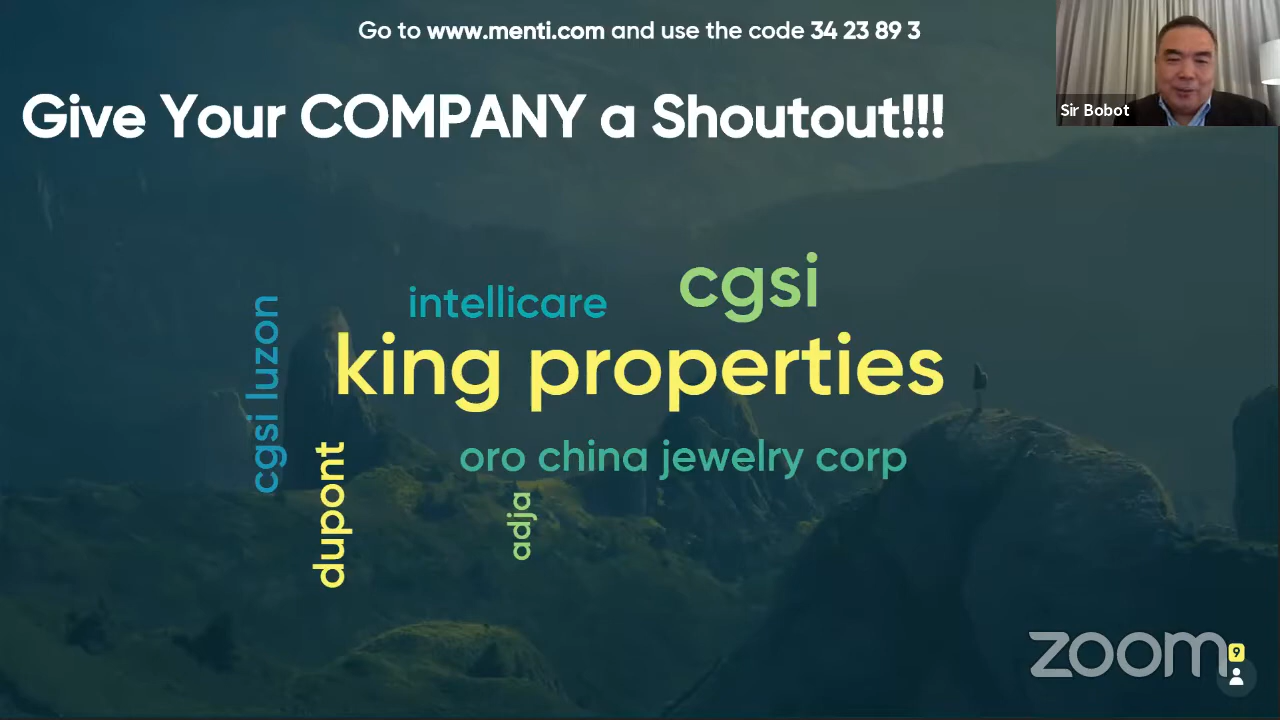 Go to www.menti.com and use the code 34 23 89 3
Sir Bobot
Give Your COMPANY a Shoutout!!!
cgsi
intellicare
cgsi luzon
king properties
dupont
oro china jewelry corp
adja
zoom
9